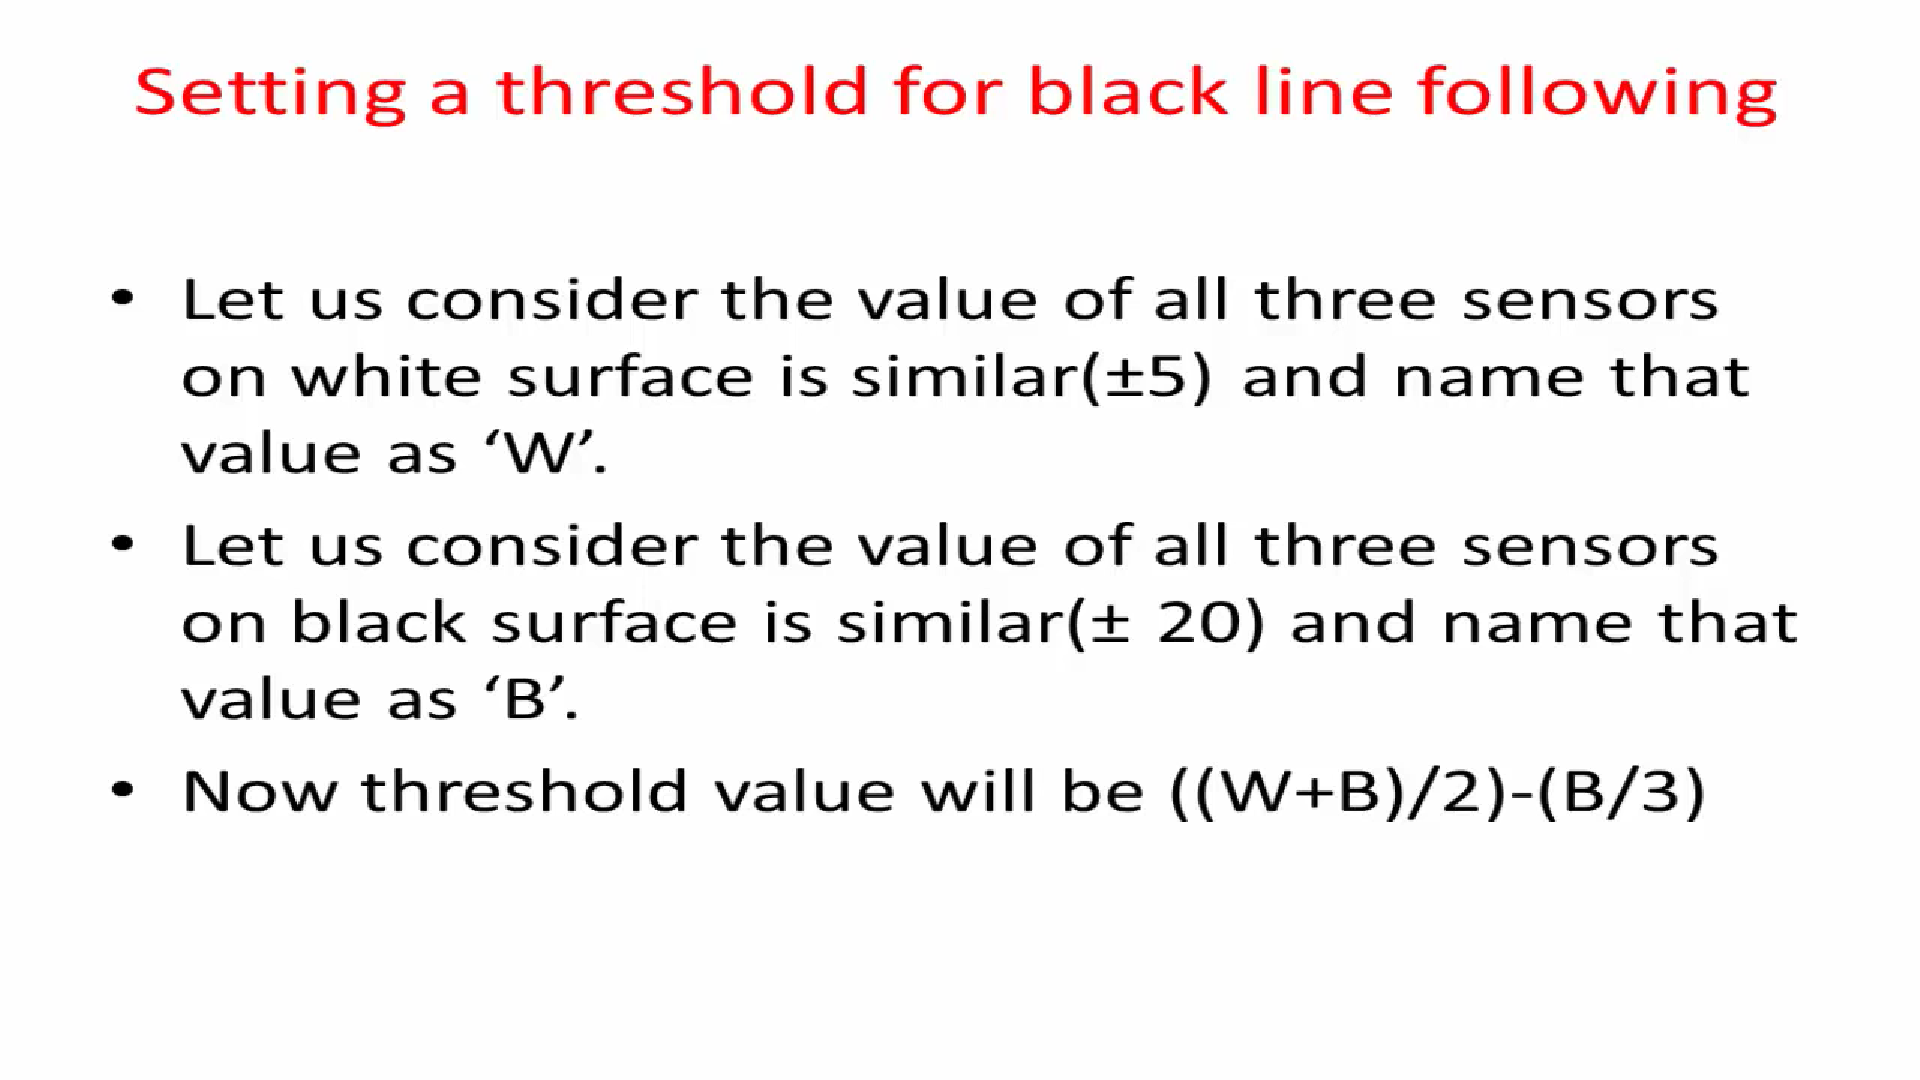 Setting a threshold for black line following
• Let us consider the value of all three sensors
on white surface is similar(±5) and name that
value as ‘W’.
• Let us consider the value of all three sensors
on black surface is similar(± 20) and name that
value as ‘B’.
• Now threshold value will be ((W+B)/2)-(B/3)